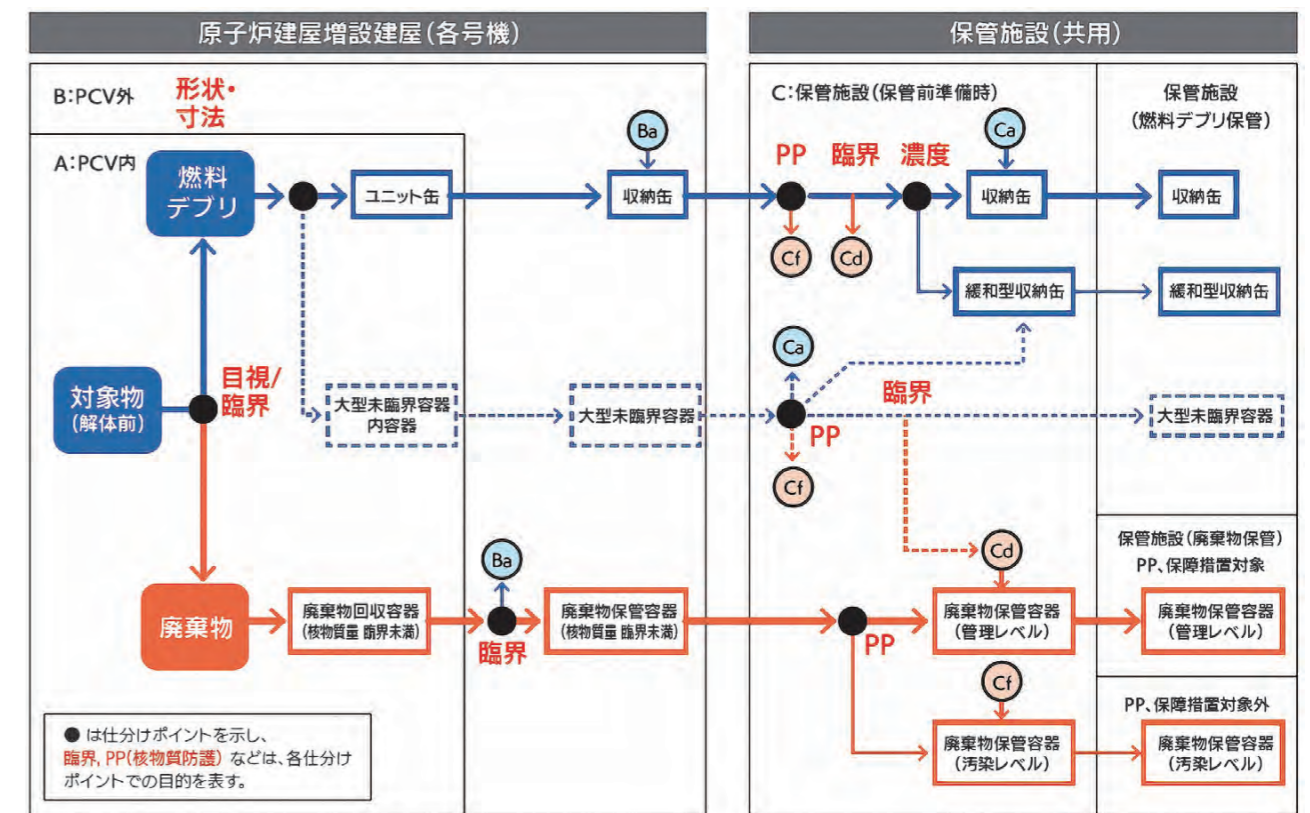 原子炉建屋増設建屋(各号機)
保管施設(共用)
B:PCV外
形状・
寸法
A:PCV内
燃料
デブリ
ユニット缶
Ba
収納缶
C:保管施設(保管前準備時)
PP
臨界
濃度
Ca
収納缶
Cf
Cd
緩和型収納缶
保管施設
(燃料デブリ保管)
収納缶
緩和型収納缶
対象物
(解体前)
目視/
臨界
大型未臨界容器
内容器
大型未臨界容器
Ca
臨界
PP
Cf
大型未臨界容器
廃棄物
廃棄物回収容器
(核物質量 臨界未満)
Ba
臨界
廃棄物保管容器
(核物質量 臨界未満)
PP
Cd
廃棄物保管容器
(管理レベル)
Cf
廃棄物保管容器
(汚染レベル)
保管施設(廃棄物保管)
PP、保障措置対象
廃棄物保管容器
(管理レベル)
PP、保障措置対象外
廃棄物保管容器
(汚染レベル)
● は仕分けポイントを示し、
臨界, PP(核物質防護) などは、各仕分け
ポイントでの目的を表す。